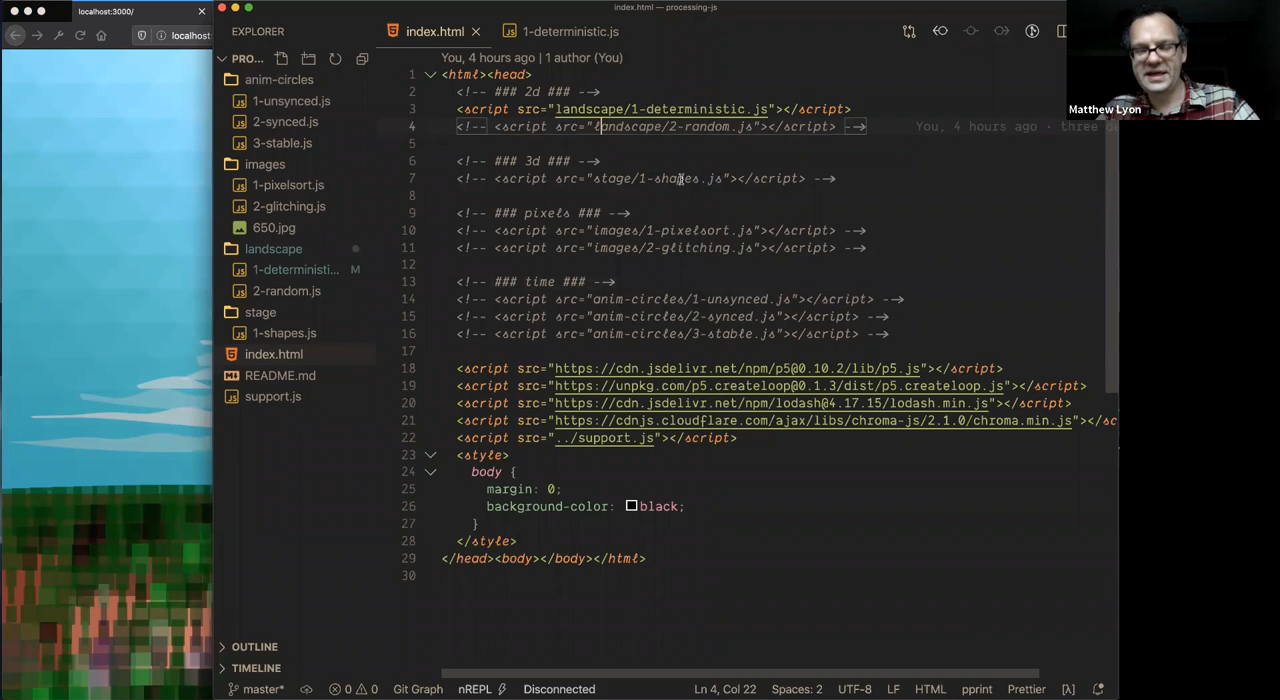 localhost:3000/
localhost:
index.html — processing-js
EXPLORER
PRO...
anim-circles
1-unsynced.js
2-synced.js
3-stable.js
images
1-pixelsort.js
2-glitching.js
650.jpg
landscape
1-deterministi... M
2-random.js
stage
1-shapes.js
index.html
README.md
support.js
OUTLINE
TIMELINE
index.html
1-deterministic.js
You, 4 hours ago | 1 author (You)
1 <html><head>
2 <!-- ### 2d ### -->
3 <script src="landscape/1-deterministic.js"></script>
4 <!-- <script src="landscape/2-random.js"></script> --> You, 4 hours ago · three de
5
6 <!-- ### 3d ### -->
7 <!-- <script src="stage/1-shapes.js"></script> -->
8
9 <!-- ### pixels ### -->
10 <!-- <script src="images/1-pixelsort.js"></script> -->
11 <!-- <script src="images/2-glitching.js"></script> -->
12
13 <!-- ### time ### -->
14 <!-- <script src="anim-circles/1-unsynced.js"></script> -->
15 <!-- <script src="anim-circles/2-synced.js"></script> -->
16 <!-- <script src="anim-circles/3-stable.js"></script> -->
17
18 <script src="https://cdn.jsdelivr.net/npm/p5@0.10.2/lib/p5.js"></script>
19 <script src="https://unpkg.com/p5.createloop@0.1.3/dist/p5.createloop.js"></script>
20 <script src="https://cdn.jsdelivr.net/npm/lodash@4.17.15/lodash.min.js"></script>
21 <script src="https://cdnjs.cloudflare.com/ajax/libs/chroma-js/2.1.0/chroma.min.js"></sc
22 <script src="../support.js"></script>
23 <style>
24 body {
25 margin: 0;
26 background-color: black;
27 }
28 </style>
29 </head><body></body></html>
30
Matthew Lyon
master* 0 0 Git Graph nREPL Disconnected Ln 4, Col 22 Spaces: 2 UTF-8 LF HTML pprint Prettier [λ]